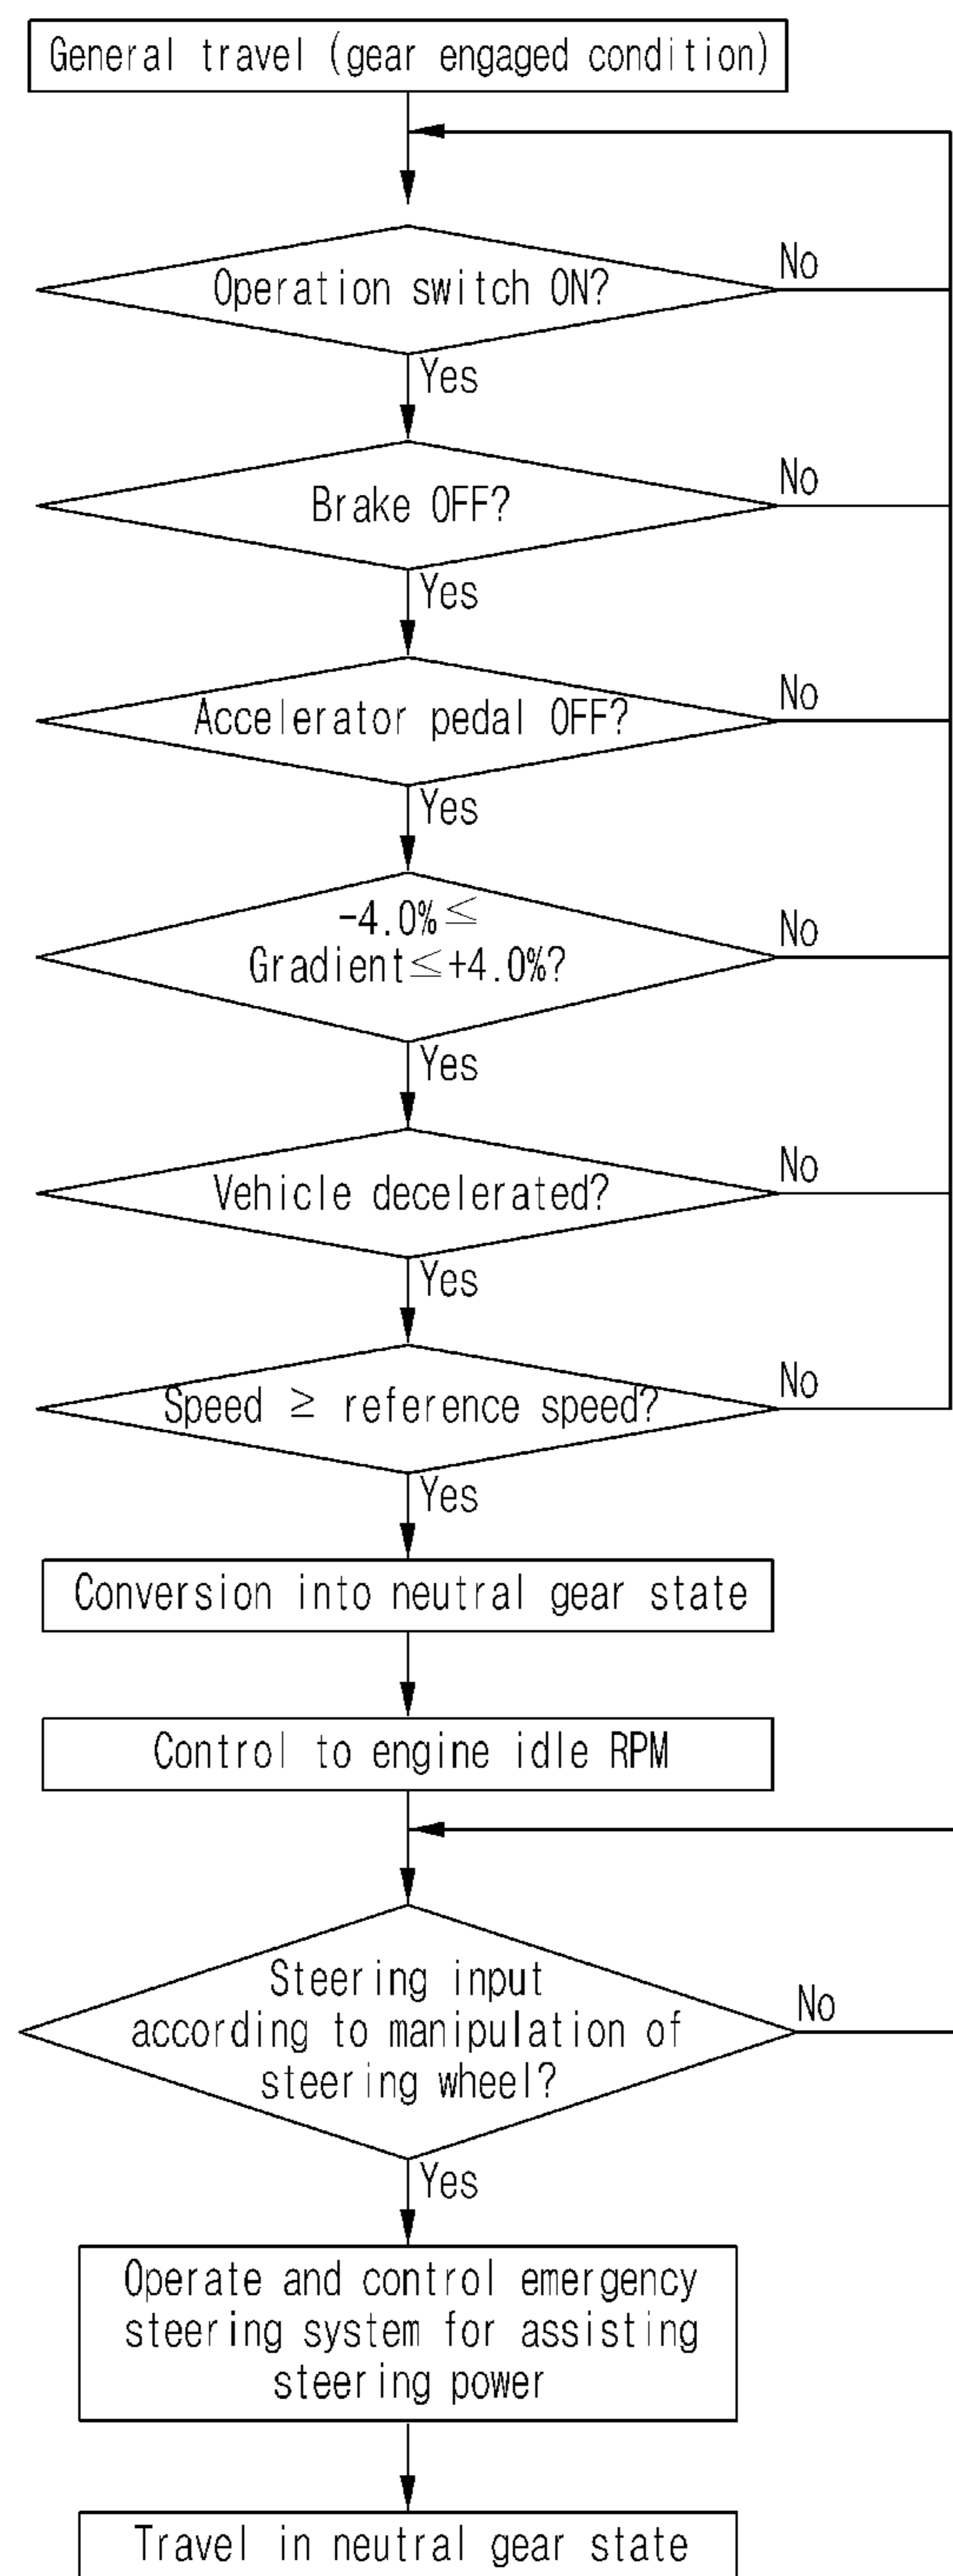 General travel (gear engaged condition)
Operation switch ON?
No
Yes
Brake OFF?
No
Yes
Accelerator pedal OFF?
No
Yes
-4.0%≤
Gradient≤+4.0%?
No
Yes
Vehicle decelerated?
No
Yes
Speed ≥ reference speed?
No
Yes
Conversion into neutral gear state
Control to engine idle RPM
Steering input
according to manipulation of
steering wheel?
No
Yes
Operate and control emergency
steering system for assisting
steering power
Travel in neutral gear state